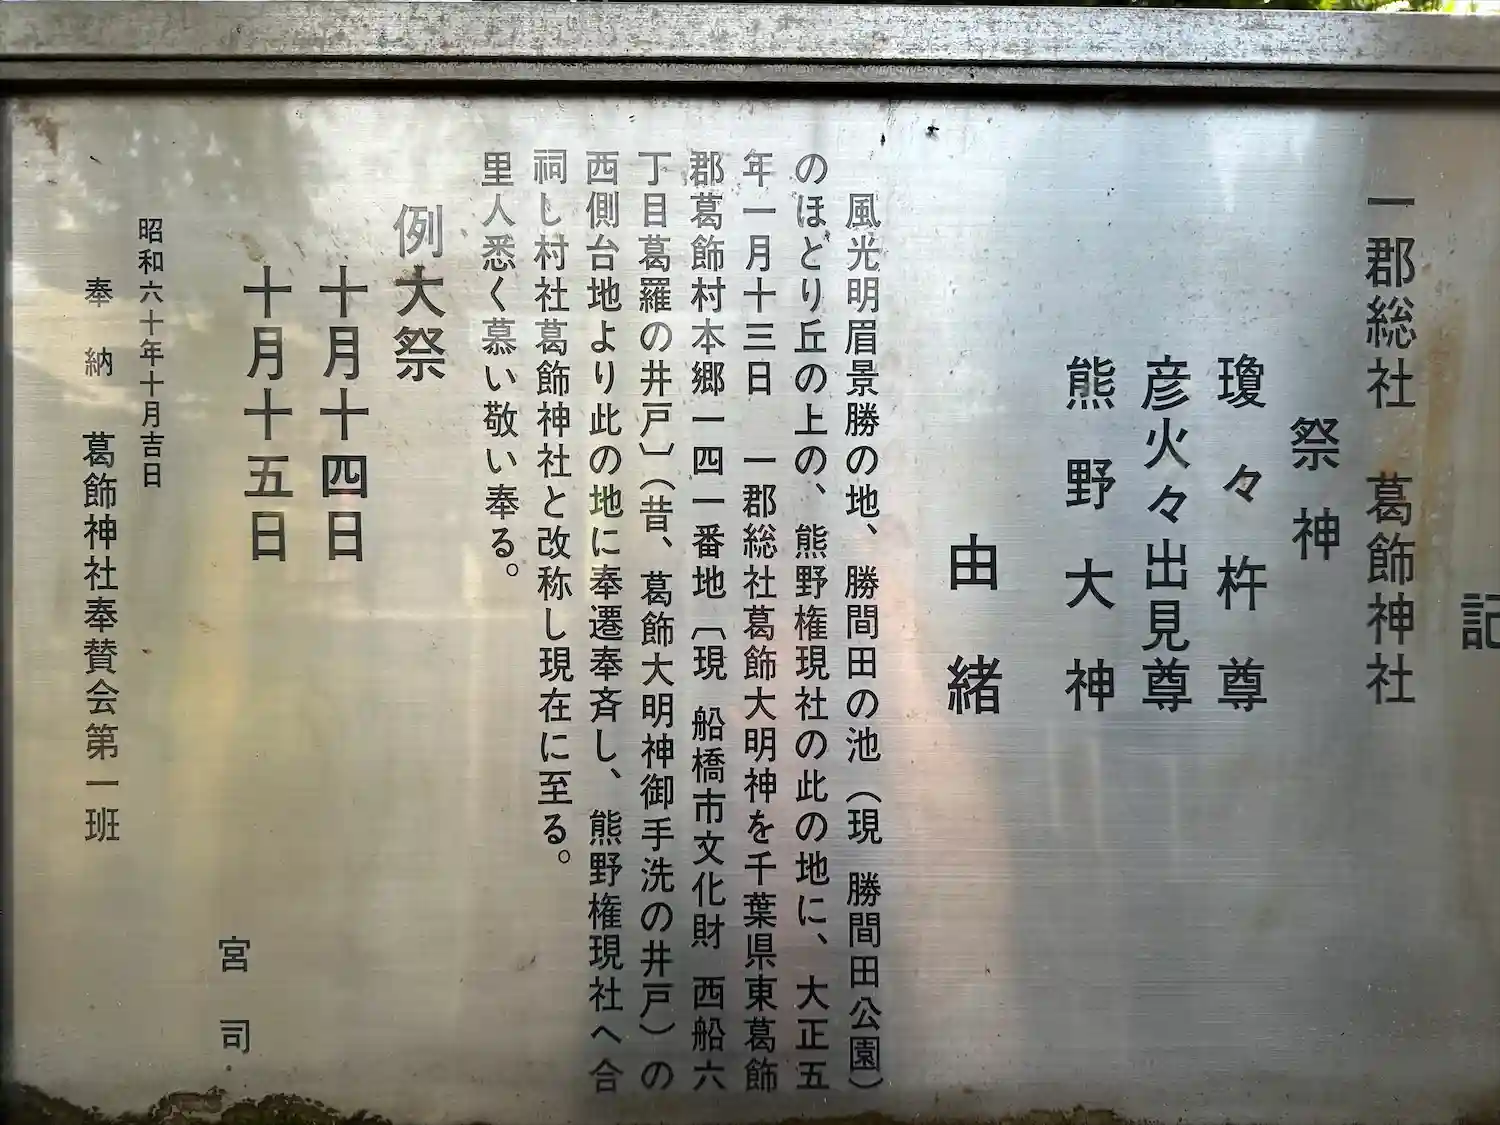 記
一郡総社 葛飾神社
祭神
瓊々杵尊
彦火々出見尊
熊野大神
由緒
風光明眉景勝の地、勝間田の池（現 勝間田公園）
のほどり丘の上の、熊野権現社の此の地に、大正五
年一月十三日 一郡総社葛飾大明神を千葉県東葛飾
郡葛飾村本郷一四一番地〔現 船橋市文化財 西船六
丁目葛羅の井戸〕（昔、葛飾大明神御手洗の井戸）の
西側台地より此の地に奉遷奉斉し、熊野権現社へ合
祠し村社葛飾神社と改称し現在に至る。
里人悉く慕い敬い奉る。
例大祭
十月十四日
十月十五日
宮司
昭和六十年十月吉日
奉納 葛飾神社奉賛会第一班